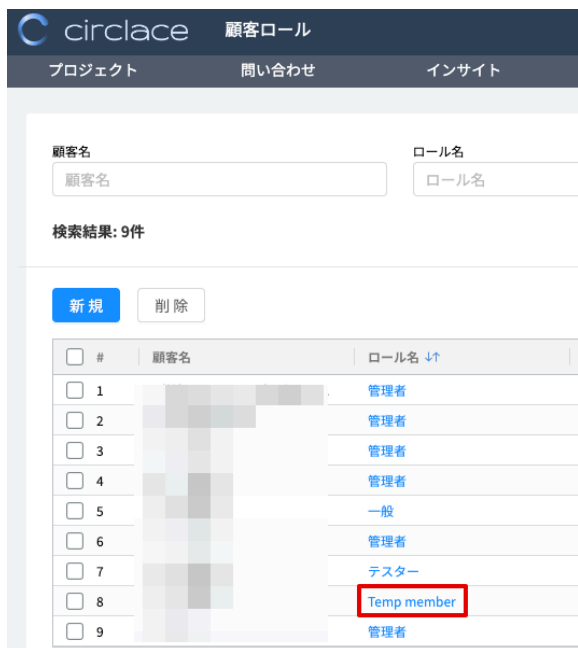 circlace 顧客ロール
プロジェクト 問い合わせ インサイト
顧客名 ロール名
顧客名 ロール名
検索結果: 9件
新規 削除
# 顧客名 ロール名
1 管理者
2 管理者
3 管理者
4 管理者
5 一般
6 管理者
7 テスター
8 Temp member
9 管理者